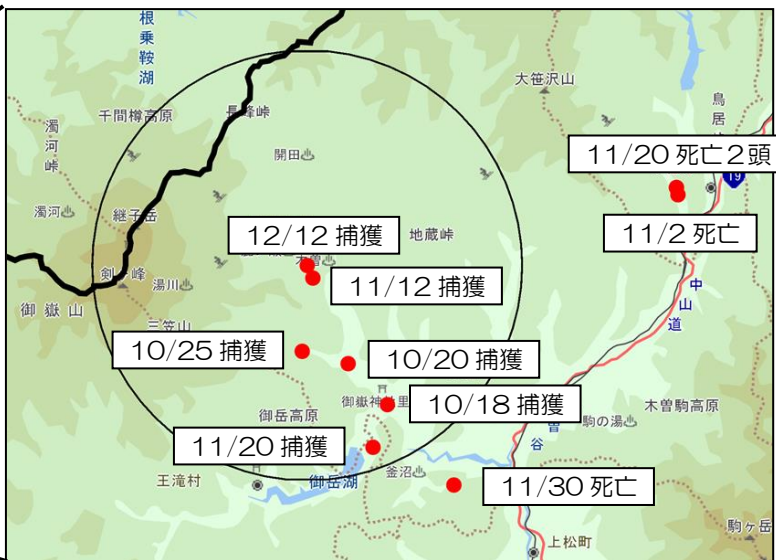 根乗鞍湖
大笹沢山
鳥居
千間樽高原
長峰峠
濁河峠
開田
11/20 死亡2頭
19
濁河
継子岳
11/2 死亡
12/12 捕獲
地蔵峠
木曽
剣ヶ峰
湯川
11/12 捕獲
中山道
御嶽山
三笠山
10/25 捕獲
10/20 捕獲
御嶽神
里
10/18 捕獲
木曽駒高原
御岳高原
駒の湯
11/20 捕獲
谷
王滝村
御岳湖
釜沼
11/30 死亡
上松町
駒ヶ岳